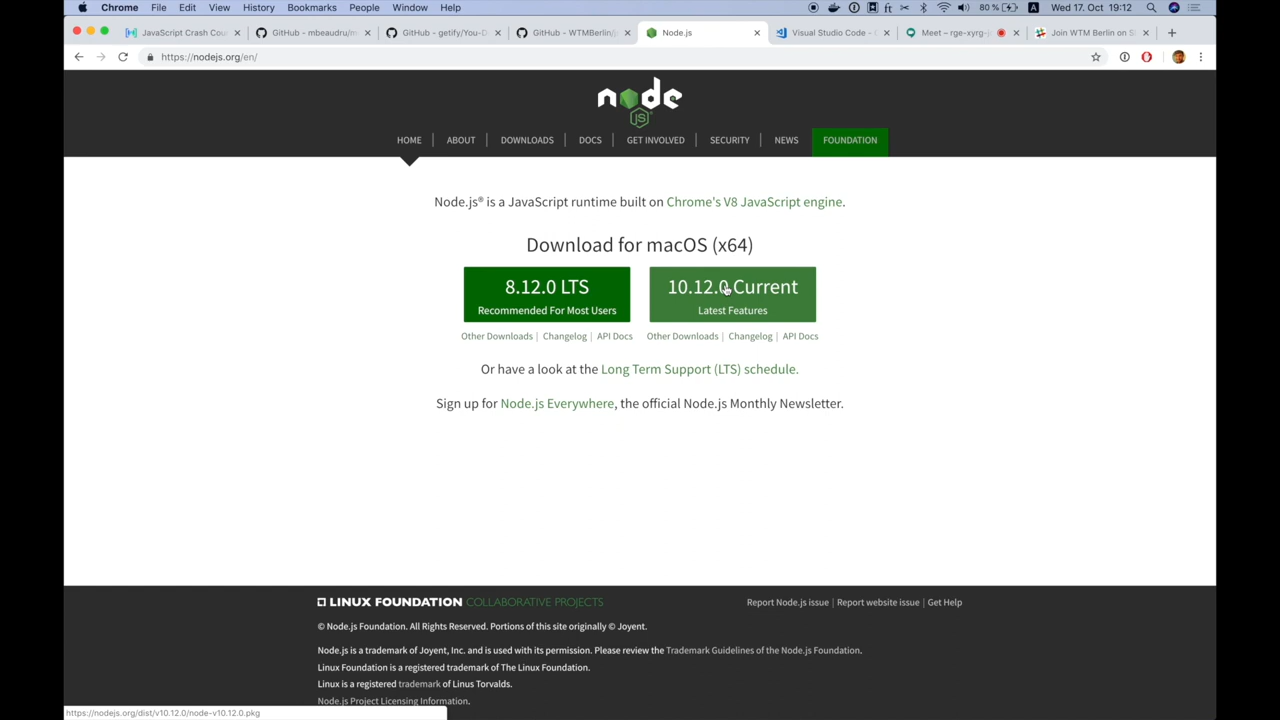 Chrome File Edit View History Bookmarks People Window Help 80 % Wed 17. Oct 19:12
JavaScript Crash Cou GitHub - mbeaudru/m GitHub - getify/You-D GitHub - WTMBerlin/j Node.js Visual Studio Code - C Meet – rge-xyrg-j Join WTM Berlin on Sl
https://nodejs.org/en/
node
JS
HOME ABOUT DOWNLOADS DOCS GET INVOLVED SECURITY NEWS FOUNDATION
Node.js® is a JavaScript runtime built on Chrome's V8 JavaScript engine.
Download for macOS (x64)
8.12.0 LTS 10.12.0 Current
Recommended For Most Users Latest Features
Other Downloads | Changelog | API Docs Other Downloads | Changelog | API Docs
Or have a look at the Long Term Support (LTS) schedule.
Sign up for Node.js Everywhere, the official Node.js Monthly Newsletter.
LINUX FOUNDATION COLLABORATIVE PROJECTS Report Node.js issue | Report website issue | Get Help
© Node.js Foundation. All Rights Reserved. Portions of this site originally © Joyent.
Node.js is a trademark of Joyent, Inc. and is used with its permission. Please review the Trademark Guidelines of the Node.js Foundation.
Linux Foundation is a registered trademark of The Linux Foundation.
Linux is a registered trademark of Linus Torvalds.
Node.js Project Licensing Information.
https://nodejs.org/dist/v10.12.0/node-v10.12.0.pkg